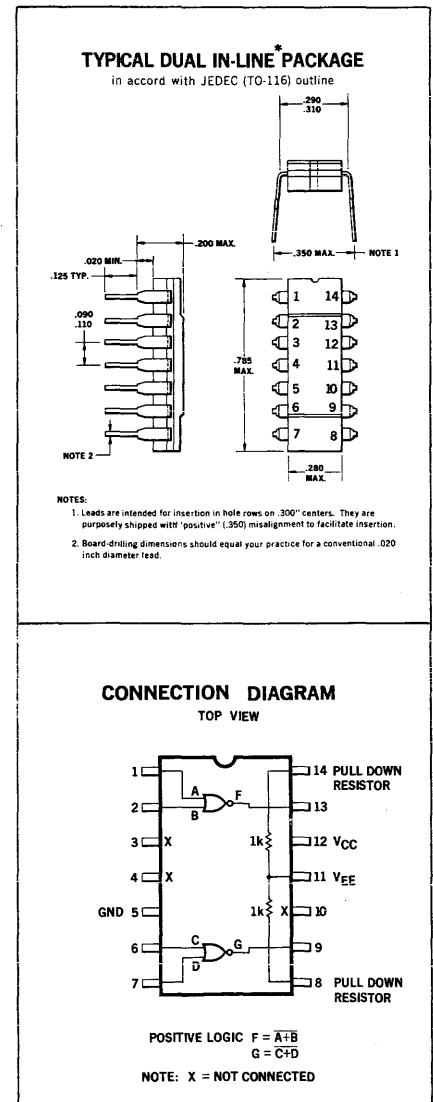 TYPICAL DUAL IN-LINE* PACKAGE
in accord with JEDEC (TO-116) outline
.290
.310
.350 MAX.
NOTE 1
.200 MAX.
.020 MIN.
.125 TYP.
.090
.110
NOTE 2
.785
MAX.
1 14
2 13
3 12
4 11
5 10
6 9
7 8
.280
MAX.
NOTES:
1. Leads are intended for insertion in hole rows on .300" centers. They are
purposely shipped with 'positive" (.350) misalignment to facilitate insertion.
2. Board-drilling dimensions should equal your practice for a conventional .020
inch diameter lead.
CONNECTION DIAGRAM
TOP VIEW
1 A F 14 PULL DOWN
RESISTOR
2 B 13
3 X 1k 12 VCC
4 X 11 VEE
GND 5 1k X 10
6 C G 9
7 D 8 PULL DOWN
RESISTOR
POSITIVE LOGIC F = A̅+̅B̅
G = C̅+̅D̅
NOTE: X = NOT CONNECTED